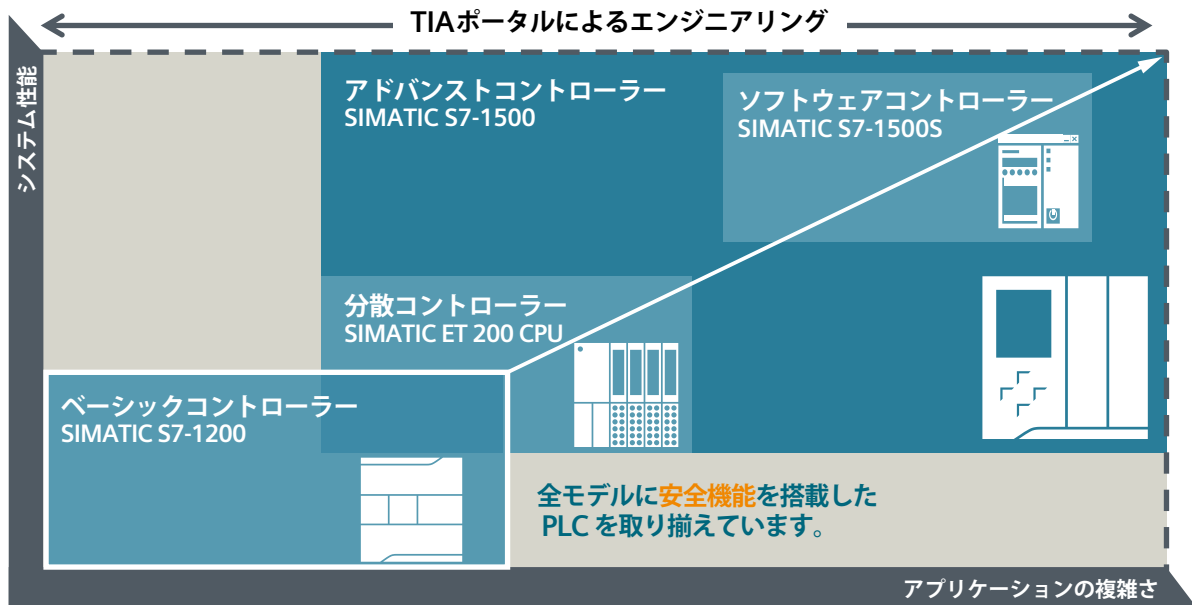 TIAポータルによるエンジニアリング
システム性能
アドバンストコントローラー
SIMATIC S7-1500
ソフトウェアコントローラー
SIMATIC S7-1500S
分散コントローラー
SIMATIC ET 200 CPU
ベーシックコントローラー
SIMATIC S7-1200
全モデルに安全機能を搭載した
PLC を取り揃えています。
アプリケーションの複雑さ